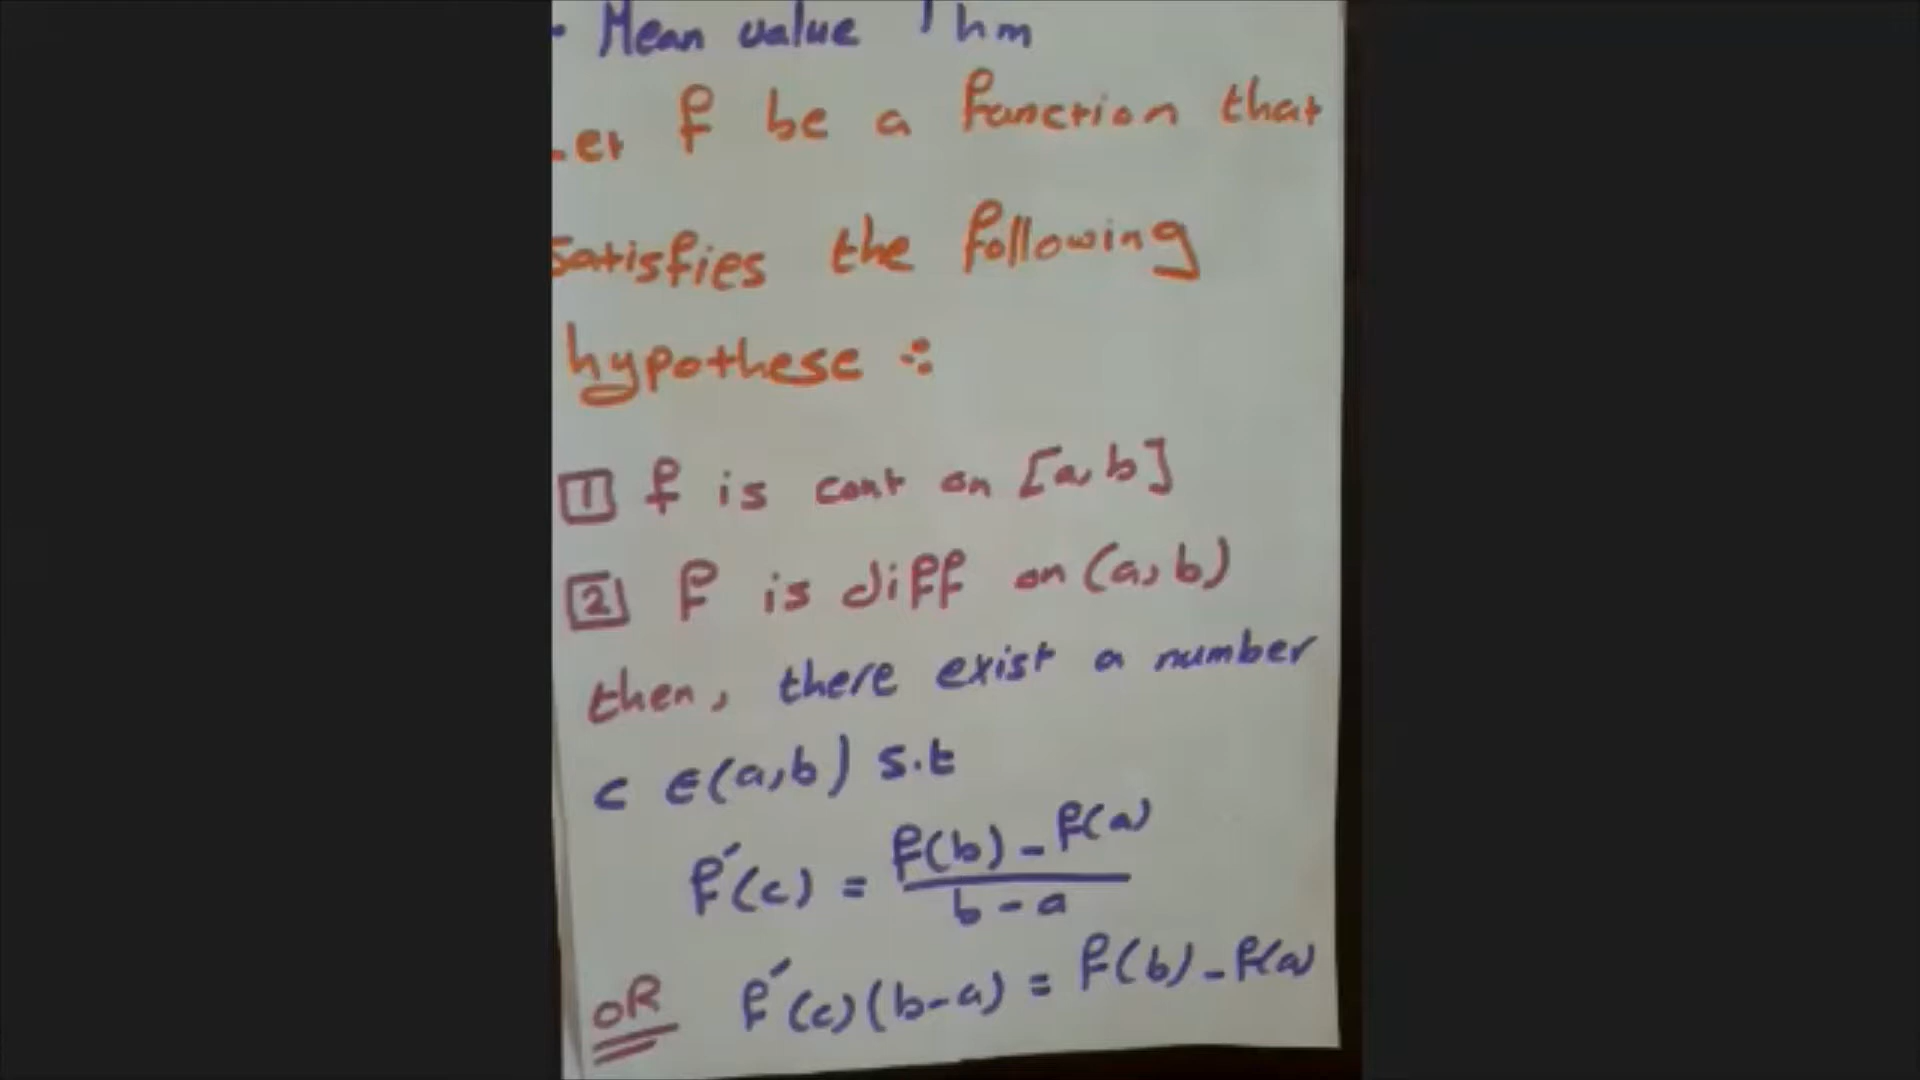 - Mean value Thm
Let f be a function that
satisfies the following
hypothese :
1 f is cont on [a,b]
2 f is diff on (a,b)
then, there exist a number
c ∈(a,b) s.t
f'(c) = f(b) - f(a) / b - a
OR f'(c)(b-a) = f(b) - f(a)